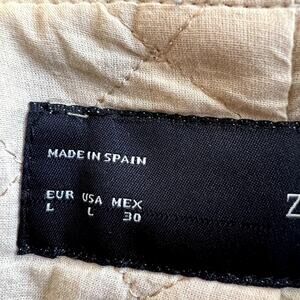 MADE IN SPAIN
Z
EUR USA MEX
L L 30